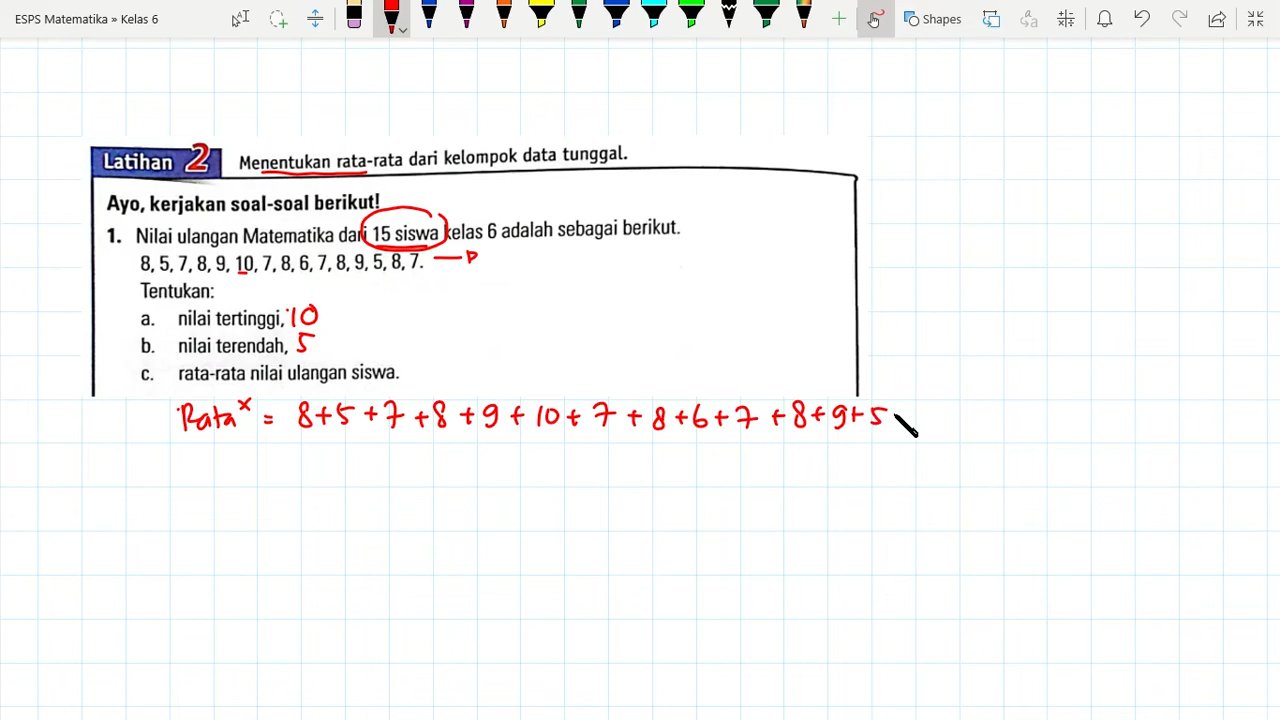 ESPS Matematika » Kelas 6
Shapes
Latihan 2 Menentukan rata-rata dari kelompok data tunggal.
Ayo, kerjakan soal-soal berikut!
1. Nilai ulangan Matematika dari 15 siswa kelas 6 adalah sebagai berikut.
8, 5, 7, 8, 9, 10, 7, 8, 6, 7, 8, 9, 5, 8, 7.
Tentukan:
a. nilai tertinggi, 10
b. nilai terendah, 5
c. rata-rata nilai ulangan siswa.
Rata x = 8+5+7+8+9+10+7+8+6+7+8+9+5